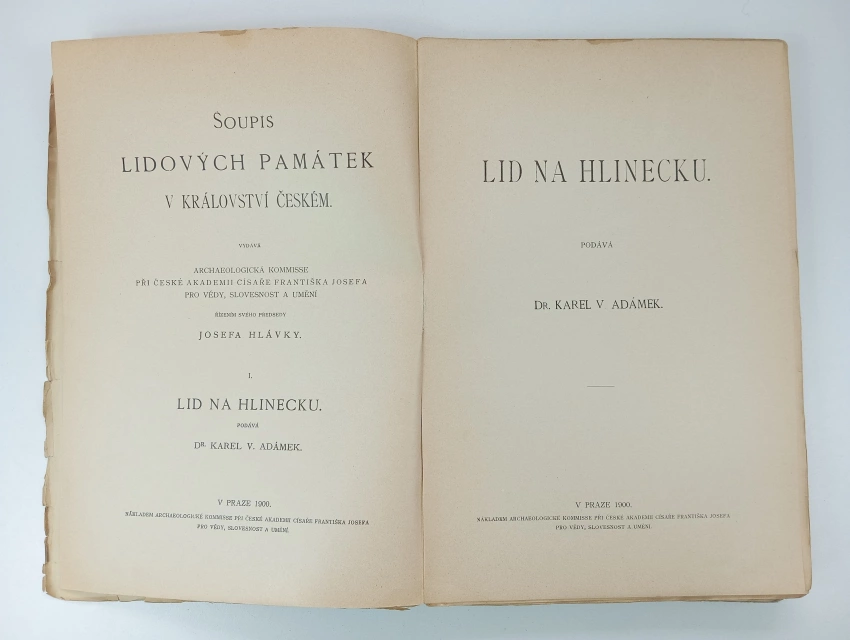 SOUPIS
LIDOVÝCH PAMÁTEK
V KRÁLOVSTVÍ ČESKÉM.
VYDÁVÁ
ARCHAEOLOGICKÁ KOMMISSE
PŘI ČESKÉ AKADEMII CÍSAŘE FRANTIŠKA JOSEFA
PRO VĚDY, SLOVESNOST A UMĚNÍ
ŘÍZENÍM SVÉHO PŘEDSEDY
JOSEFA HLÁVKY.
I.
LID NA HLINECKU.
PODÁVÁ
DR. KAREL V. ADÁMEK.
V PRAZE 1900.
NÁKLADEM ARCHAEOLOGICKÉ KOMMISSE PŘI ČESKÉ AKADEMII CÍSAŘE FRANTIŠKA JOSEFA
PRO VĚDY, SLOVESNOST A UMĚNÍ.
LID NA HLINECKU.
PODÁVÁ
DR. KAREL V. ADÁMEK.
V PRAZE 1900.
NÁKLADEM ARCHAEOLOGICKÉ KOMMISSE PŘI ČESKÉ AKADEMII CÍSAŘE FRANTIŠKA JOSEFA
PRO VĚDY, SLOVESNOST A UMĚNÍ.